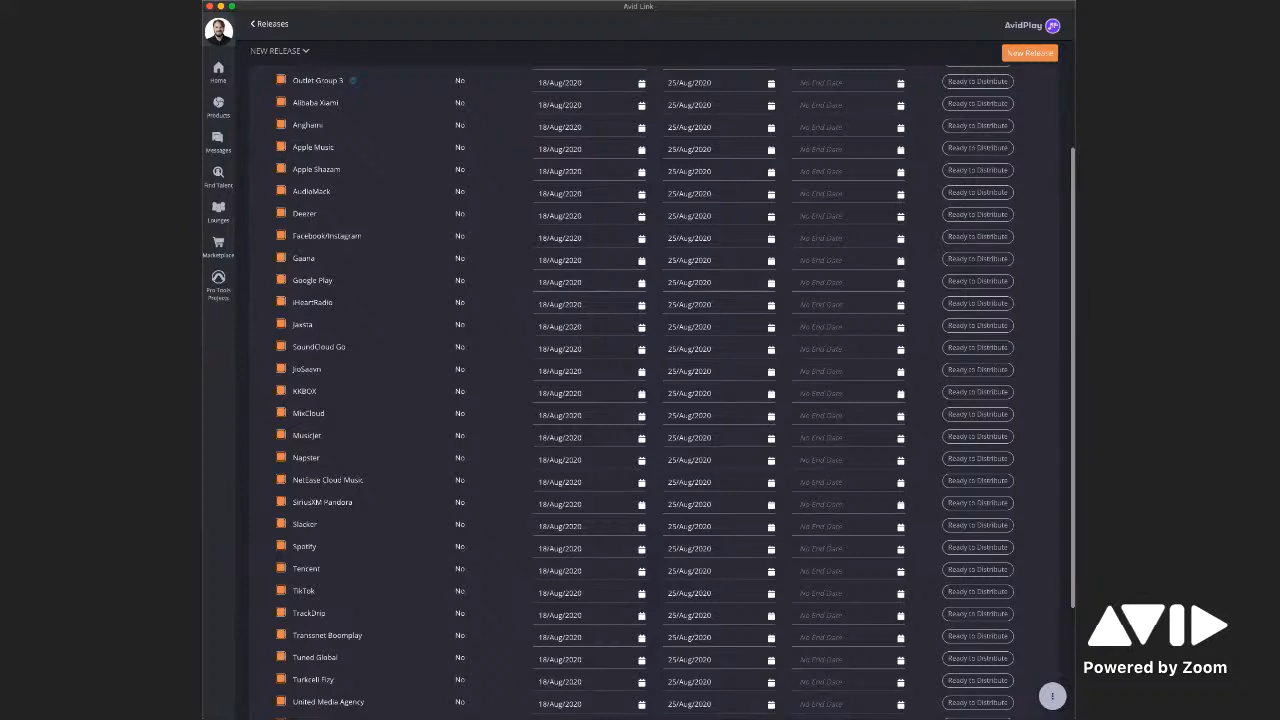 Avid Link
Releases
AvidPlay
NEW RELEASE
New Release
Outlet Group 3 No 18/Aug/2020 25/Aug/2020 No End Date Ready to Distribute
Alibaba Xiami No 18/Aug/2020 25/Aug/2020 No End Date Ready to Distribute
Anghami No 18/Aug/2020 25/Aug/2020 No End Date Ready to Distribute
Apple Music No 18/Aug/2020 25/Aug/2020 No End Date Ready to Distribute
Apple Shazam No 18/Aug/2020 25/Aug/2020 No End Date Ready to Distribute
AudioMack No 18/Aug/2020 25/Aug/2020 No End Date Ready to Distribute
Deezer No 18/Aug/2020 25/Aug/2020 No End Date Ready to Distribute
Facebook/Instagram No 18/Aug/2020 25/Aug/2020 No End Date Ready to Distribute
Gaana No 18/Aug/2020 25/Aug/2020 No End Date Ready to Distribute
Google Play No 18/Aug/2020 25/Aug/2020 No End Date Ready to Distribute
iHeartRadio No 18/Aug/2020 25/Aug/2020 No End Date Ready to Distribute
Jaxsta No 18/Aug/2020 25/Aug/2020 No End Date Ready to Distribute
SoundCloud Go No 18/Aug/2020 25/Aug/2020 No End Date Ready to Distribute
JioSaavn No 18/Aug/2020 25/Aug/2020 No End Date Ready to Distribute
KKBOX No 18/Aug/2020 25/Aug/2020 No End Date Ready to Distribute
MixCloud No 18/Aug/2020 25/Aug/2020 No End Date Ready to Distribute
MusicJet No 18/Aug/2020 25/Aug/2020 No End Date Ready to Distribute
Napster No 18/Aug/2020 25/Aug/2020 No End Date Ready to Distribute
NetEase Cloud Music No 18/Aug/2020 25/Aug/2020 No End Date Ready to Distribute
SiriusXM Pandora No 18/Aug/2020 25/Aug/2020 No End Date Ready to Distribute
Slacker No 18/Aug/2020 25/Aug/2020 No End Date Ready to Distribute
Spotify No 18/Aug/2020 25/Aug/2020 No End Date Ready to Distribute
Tencent No 18/Aug/2020 25/Aug/2020 No End Date Ready to Distribute
TikTok No 18/Aug/2020 25/Aug/2020 No End Date Ready to Distribute
TrackDrip No 18/Aug/2020 25/Aug/2020 No End Date Ready to Distribute
Transsnet Boomplay No 18/Aug/2020 25/Aug/2020 No End Date Ready to Distribute
Tuned Global No 18/Aug/2020 25/Aug/2020 No End Date Ready to Distribute
Turkcell Fizy No 18/Aug/2020 25/Aug/2020 No End Date Ready to Distribute
United Media Agency No 18/Aug/2020 25/Aug/2020 No End Date Ready to Distribute
Home
Products
Messages
Find Talent
Lounges
Marketplace
Pro Tools
Projects
AVID
Powered by Zoom